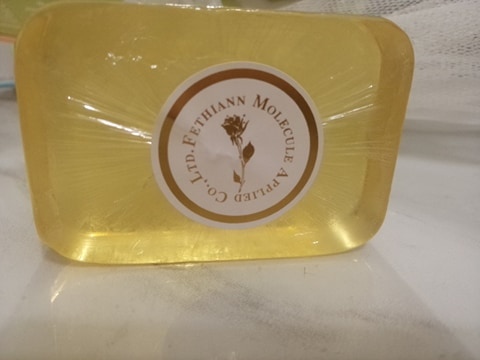 FETHIANN MOLECULE APPLIED CO., LTD.